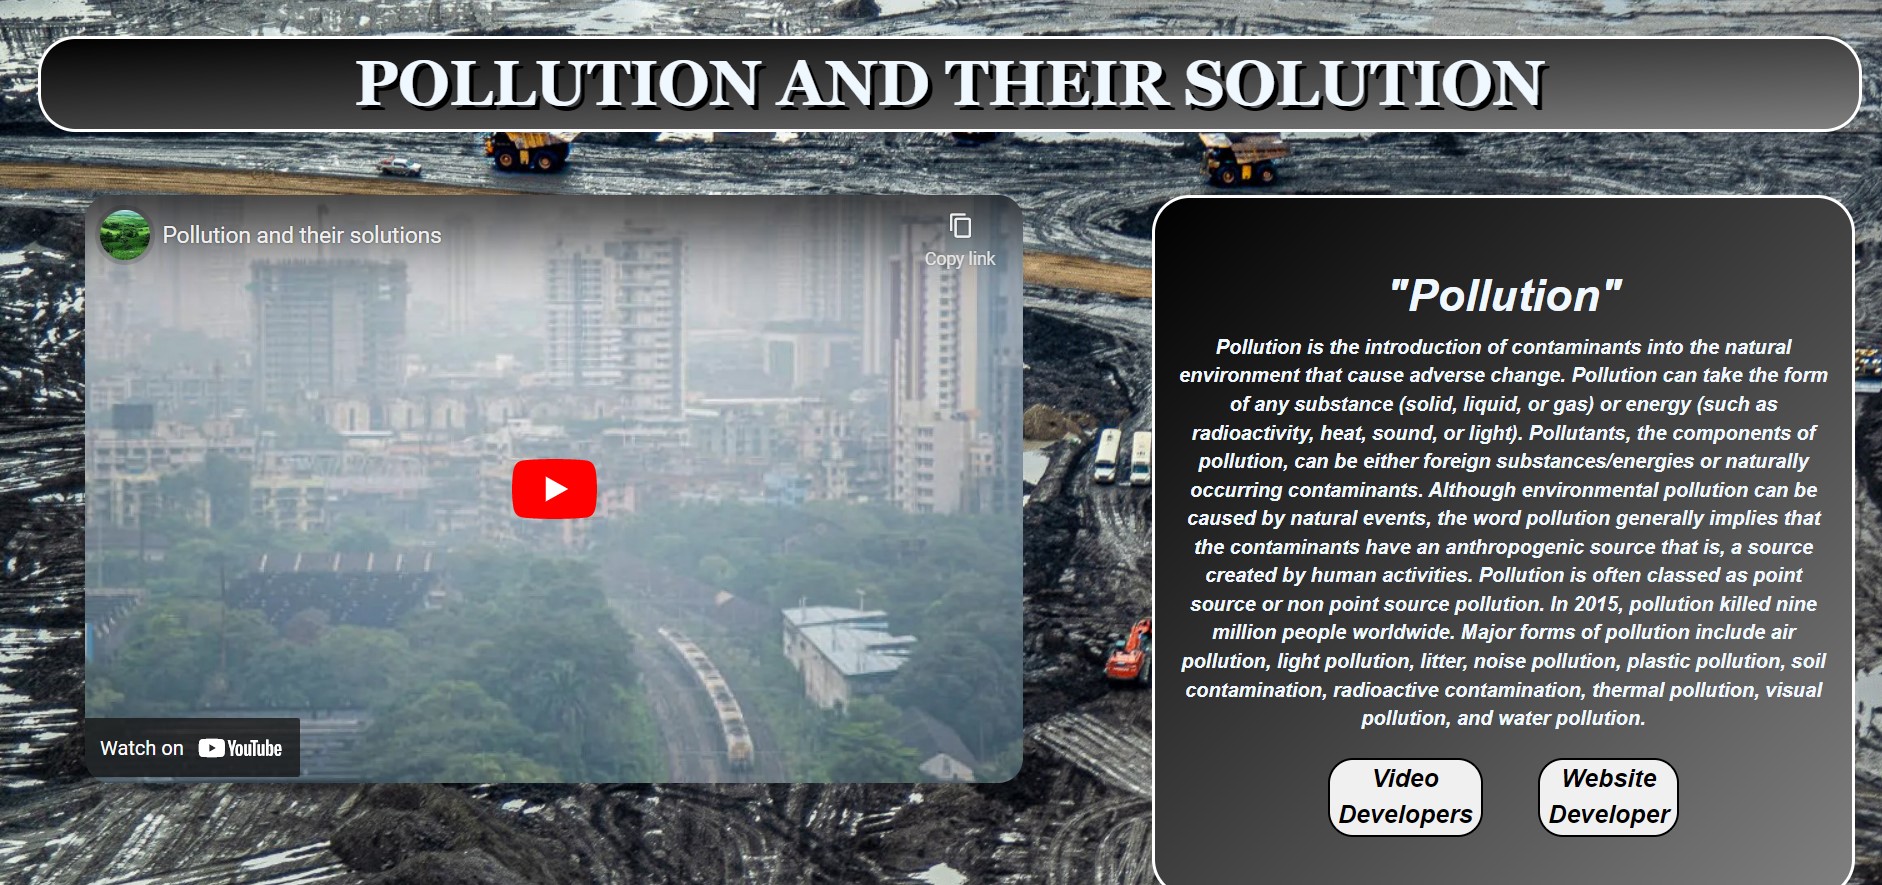 POLLUTION AND THEIR SOLUTION
Pollution and their solutions
Copy link
Watch on YouTube
"Pollution"
Pollution is the introduction of contaminants into the natural
environment that cause adverse change. Pollution can take the form
of any substance (solid, liquid, or gas) or energy (such as
radioactivity, heat, sound, or light). Pollutants, the components of
pollution, can be either foreign substances/energies or naturally
occurring contaminants. Although environmental pollution can be
caused by natural events, the word pollution generally implies that
the contaminants have an anthropogenic source that is, a source
created by human activities. Pollution is often classed as point
source or non point source pollution. In 2015, pollution killed nine
million people worldwide. Major forms of pollution include air
pollution, light pollution, litter, noise pollution, plastic pollution, soil
contamination, radioactive contamination, thermal pollution, visual
pollution, and water pollution.
Video
Developers
Website
Developer